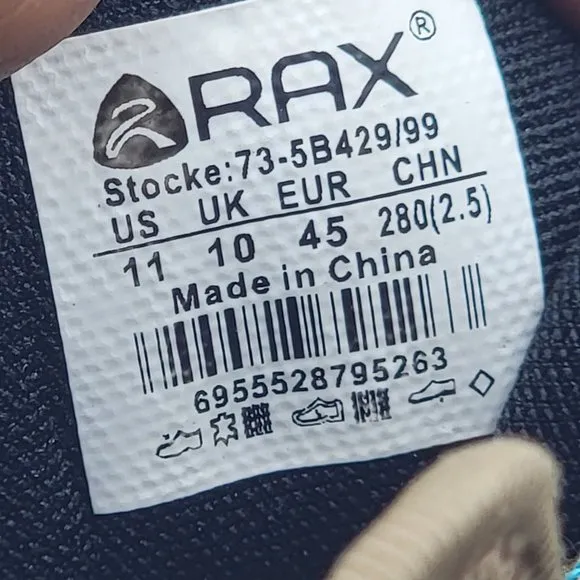 RAX®
Stocke:73-5B429/99
US UK EUR CHN
11 10 45 280(2.5)
Made in China
6955528795263